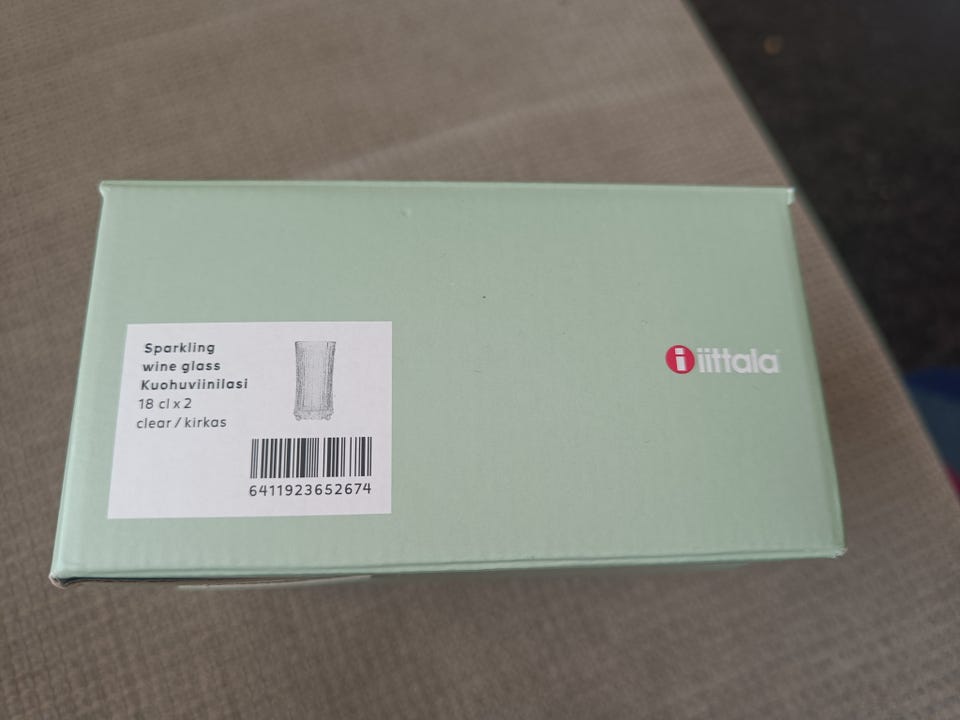 Sparkling
wine glass
Kuohuviinilasi
18 cl x 2
clear / kirkas
6411923652674
i iittala